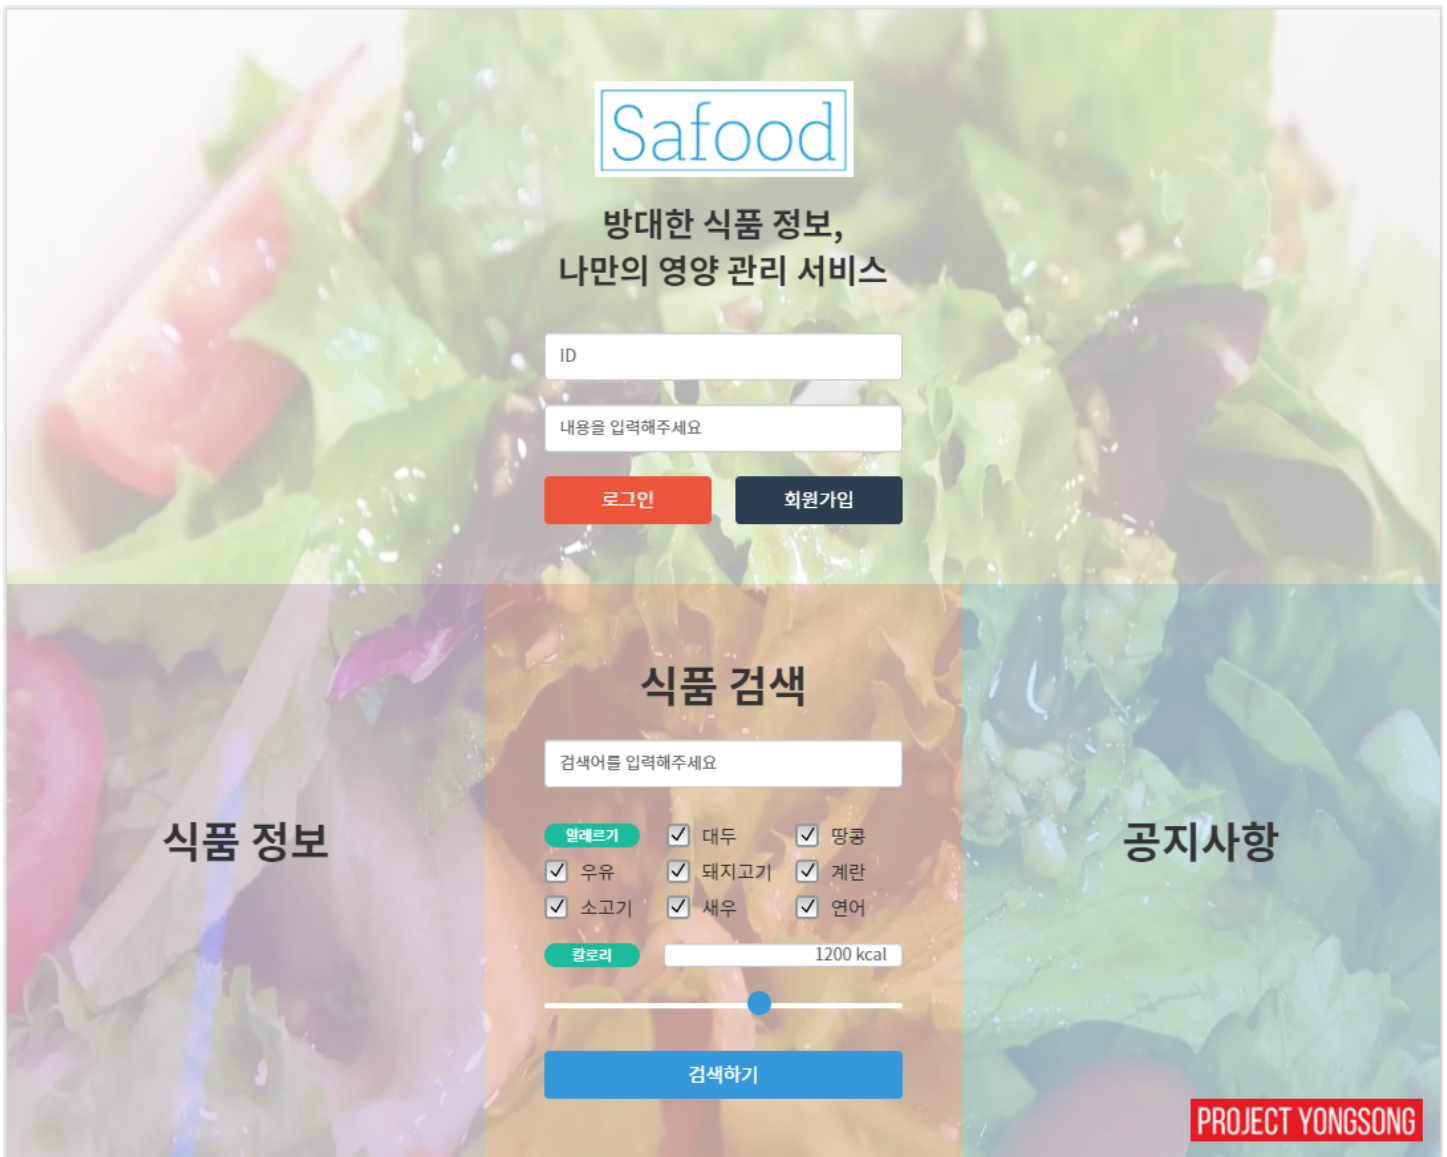 Safood
방대한 식품 정보,
나만의 영양 관리 서비스
ID
내용을 입력해주세요
로그인 회원가입
식품 정보
식품 검색
검색어를 입력해주세요
알레르기 대두 땅콩
우유 돼지고기 계란
소고기 새우 연어
칼로리 1200 kcal
검색하기
공지사항
PROJECT YONGSONG